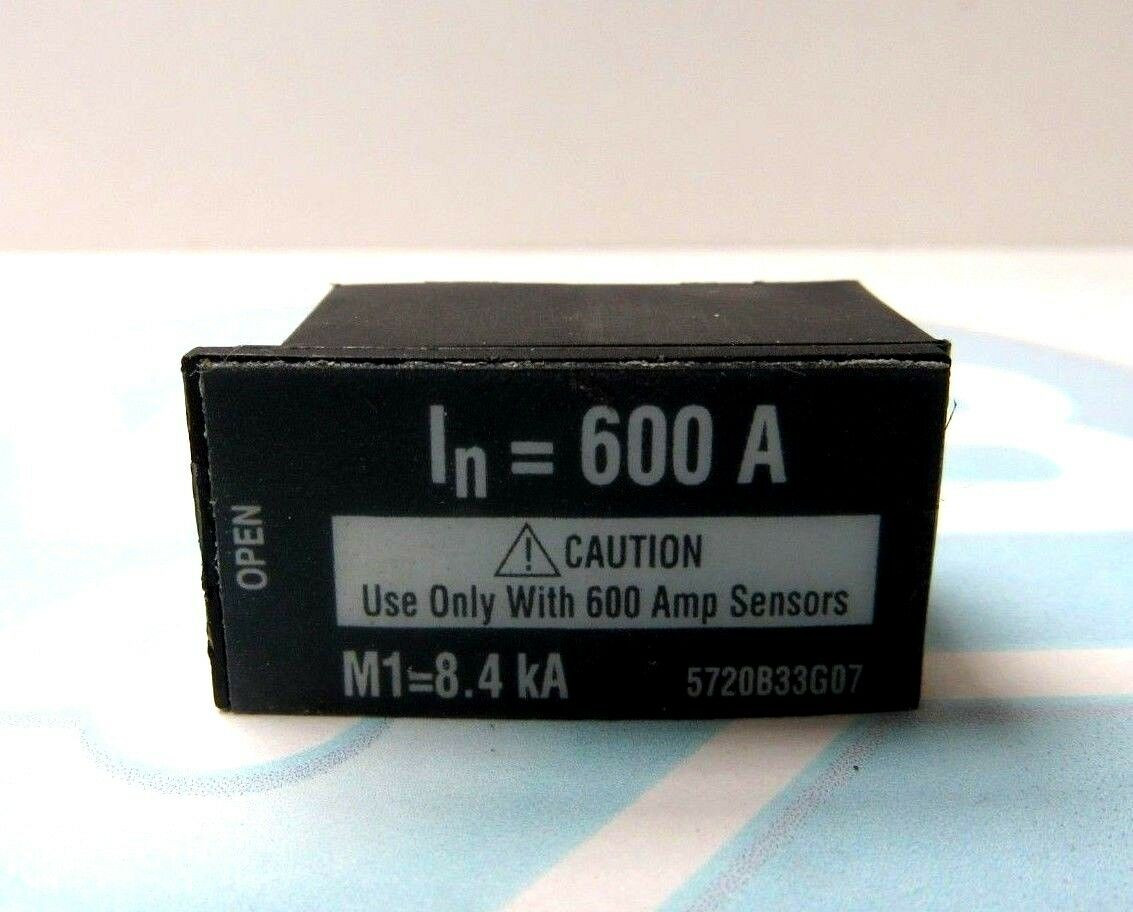 In = 600 A
OPEN
⚠ CAUTION
Use Only With 600 Amp Sensors
M1=8.4 kA
5720B33G07